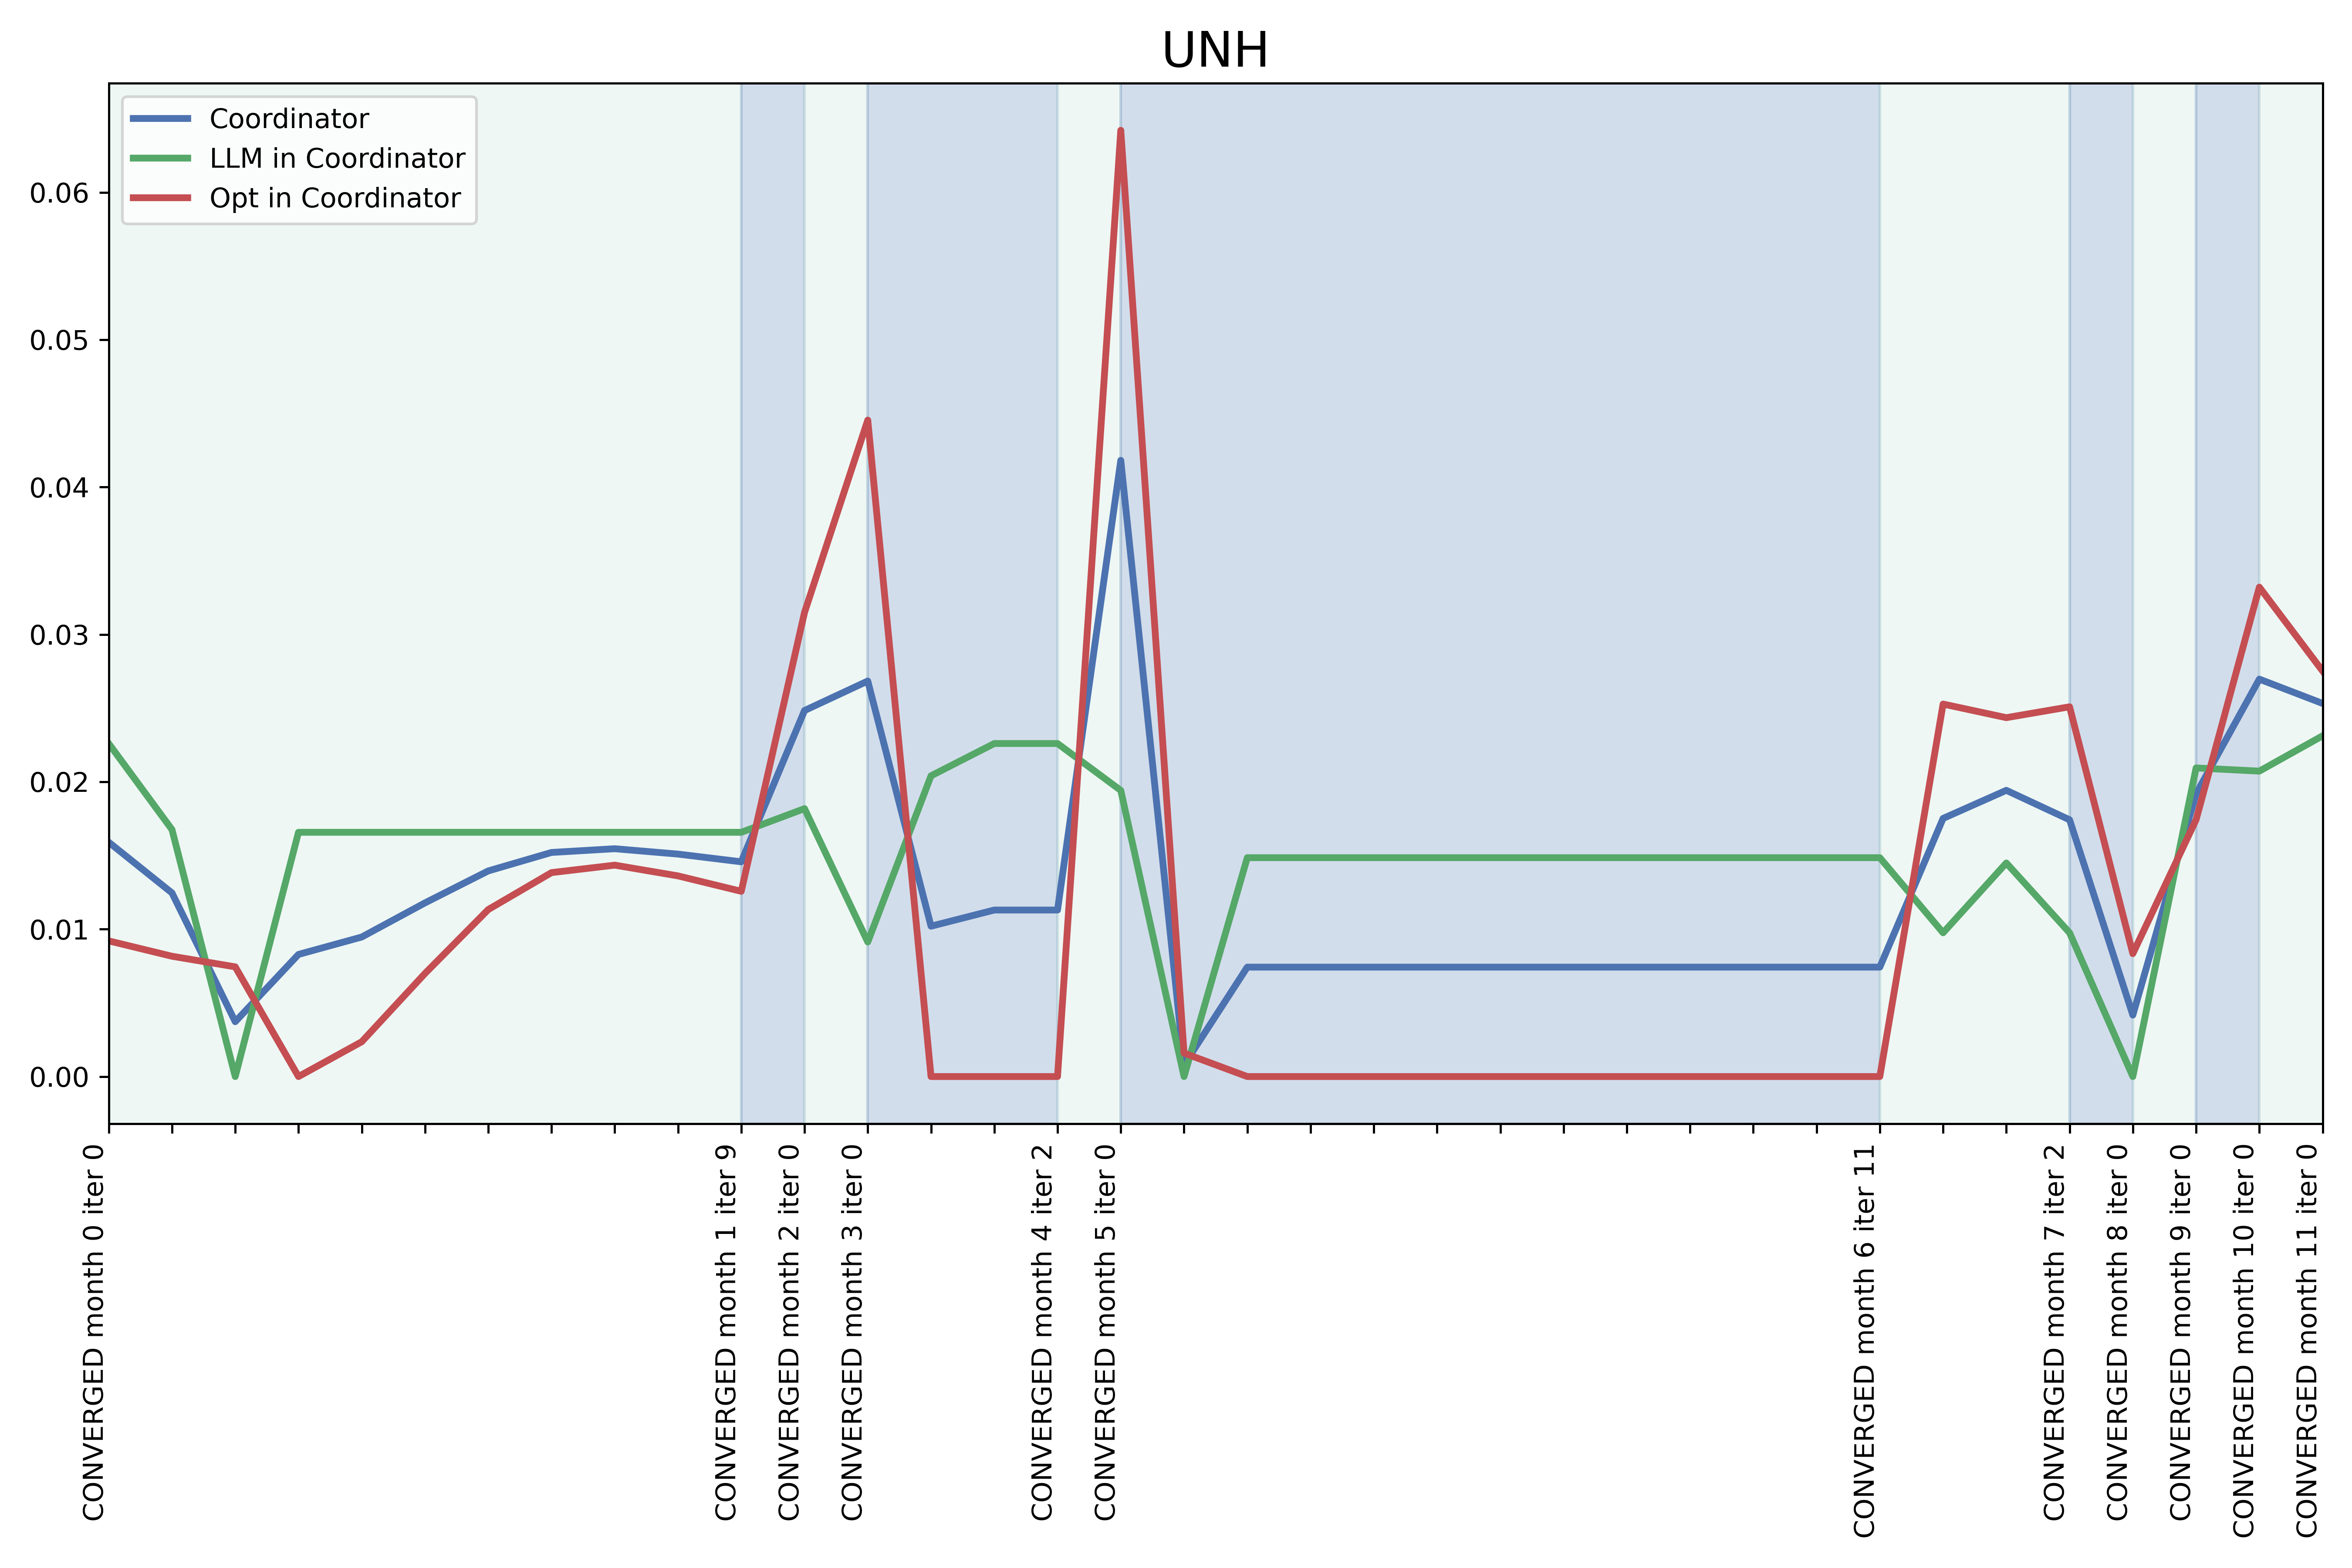 UNH
Coordinator
LLM in Coordinator
Opt in Coordinator
0.06
0.05
0.04
0.03
0.02
0.01
0.00
CONVERGED month 0 iter 0
CONVERGED month 1 iter 9
CONVERGED month 2 iter 0
CONVERGED month 3 iter 0
CONVERGED month 4 iter 2
CONVERGED month 5 iter 0
CONVERGED month 6 iter 11
CONVERGED month 7 iter 2
CONVERGED month 8 iter 0
CONVERGED month 9 iter 0
CONVERGED month 10 iter 0
CONVERGED month 11 iter 0